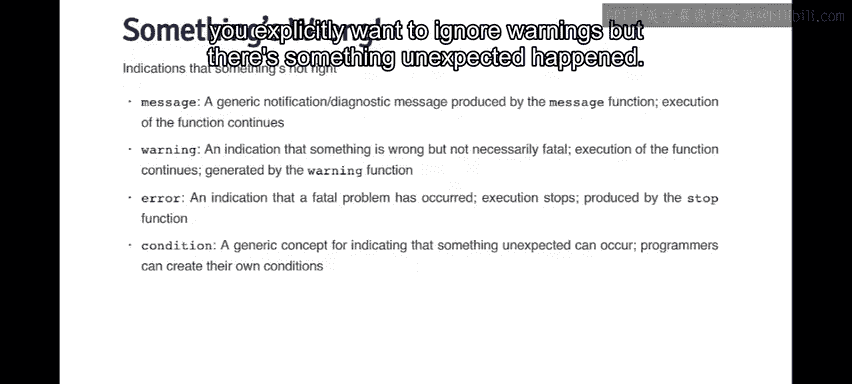 Something's Wrong!
you explicitly want to ignore warnings but
there's something unexpected happened.
Indications that something's not right
· message: A generic notification/diagnostic message produced by the message function; execution
of the function continues
· warning: An indication that something is wrong but not necessarily fatal; execution of the function
continues; generated by the warning function
· error: An indication that a fatal problem has occurred; execution stops; produced by the stop
function
· condition: A generic concept for indicating that something unexpected can occur; programmers
can create their own conditions